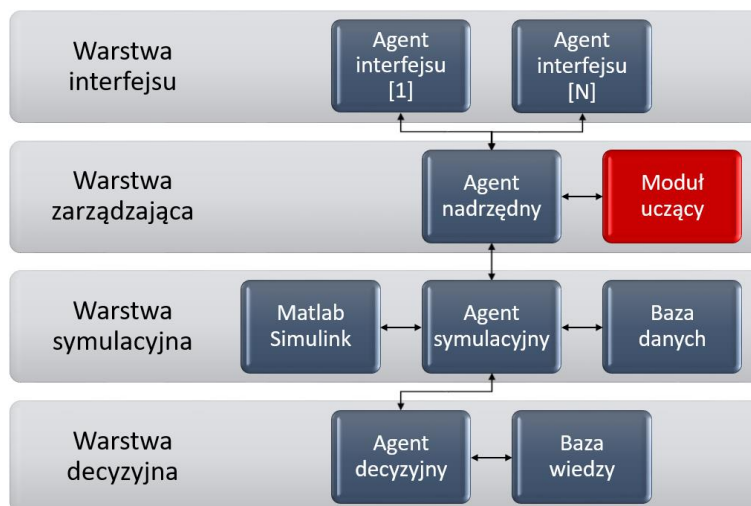 Warstwa
interfejsu
Agent
interfejsu
[1]
Agent
interfejsu
[N]
Warstwa
zarządzająca
Agent
nadrzędny
Moduł
uczący
Warstwa
symulacyjna
Matlab
Simulink
Agent
symulacyjny
Baza
danych
Warstwa
decyzyjna
Agent
decyzyjny
Baza
wiedzy